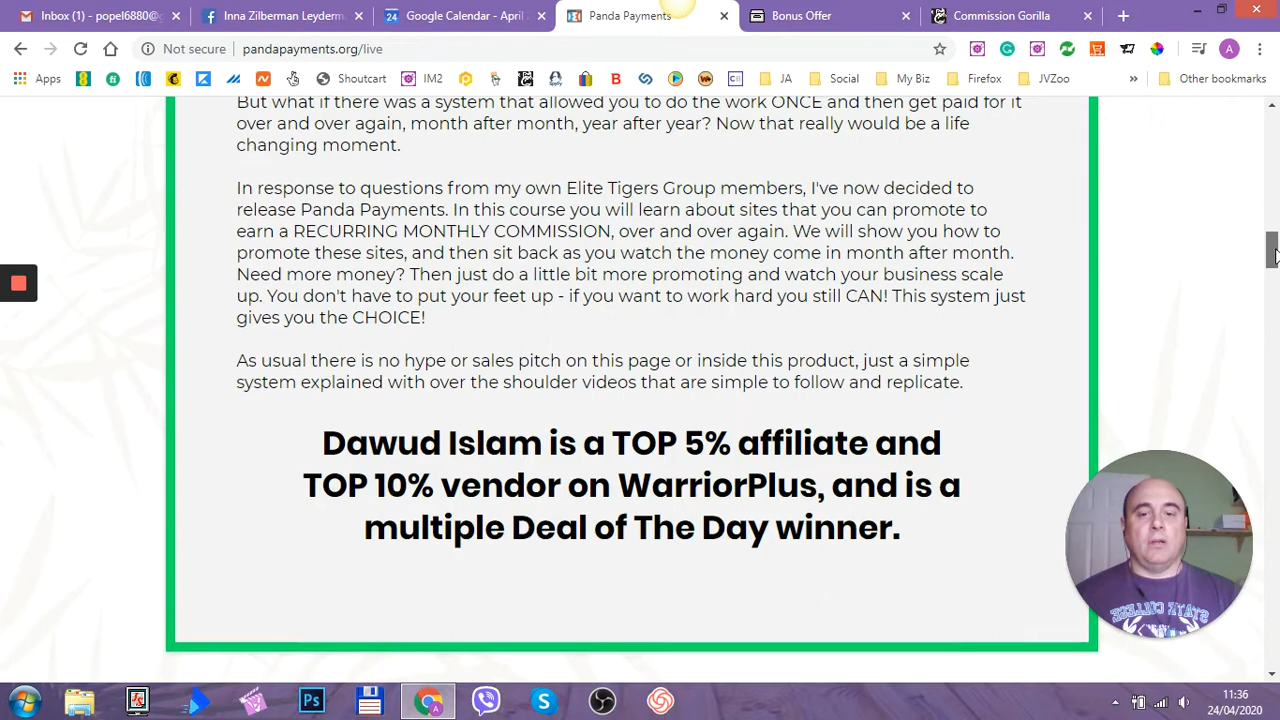 Inbox (1) - popel6880@g
Inna Zilberman Leyderm
Google Calendar - April
Panda Payments
Bonus Offer
Commission Gorilla
Not secure
pandapayments.org/live
A
Apps
Shoutcart
IM2
JA
Social
My Biz
Firefox
JVZoo
»
Other bookmarks
But what if there was a system that allowed you to do the work ONCE and then get paid for it
over and over again, month after month, year after year? Now that really would be a life
changing moment.
In response to questions from my own Elite Tigers Group members, I've now decided to
release Panda Payments. In this course you will learn about sites that you can promote to
earn a RECURRING MONTHLY COMMISSION, over and over again. We will show you how to
promote these sites, and then sit back as you watch the money come in month after month.
Need more money? Then just do a little bit more promoting and watch your business scale
up. You don't have to put your feet up - if you want to work hard you still CAN! This system just
gives you the CHOICE!
As usual there is no hype or sales pitch on this page or inside this product, just a simple
system explained with over the shoulder videos that are simple to follow and replicate.
Dawud Islam is a TOP 5% affiliate and
TOP 10% vendor on WarriorPlus, and is a
multiple Deal of The Day winner.
11:36
24/04/2020